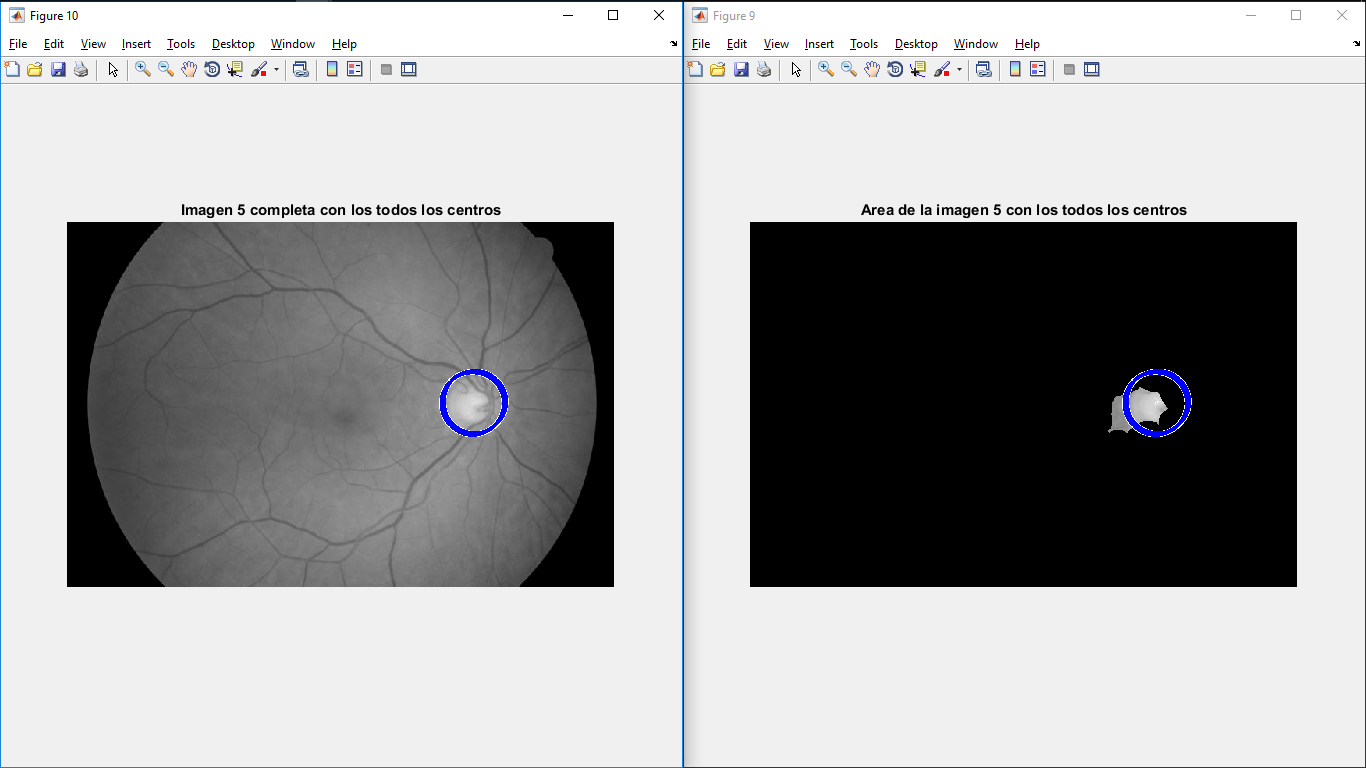 Figure 10
File Edit View Insert Tools Desktop Window Help
Imagen 5 completa con los todos los centros
Figure 9
File Edit View Insert Tools Desktop Window Help
Area de la imagen 5 con los todos los centros